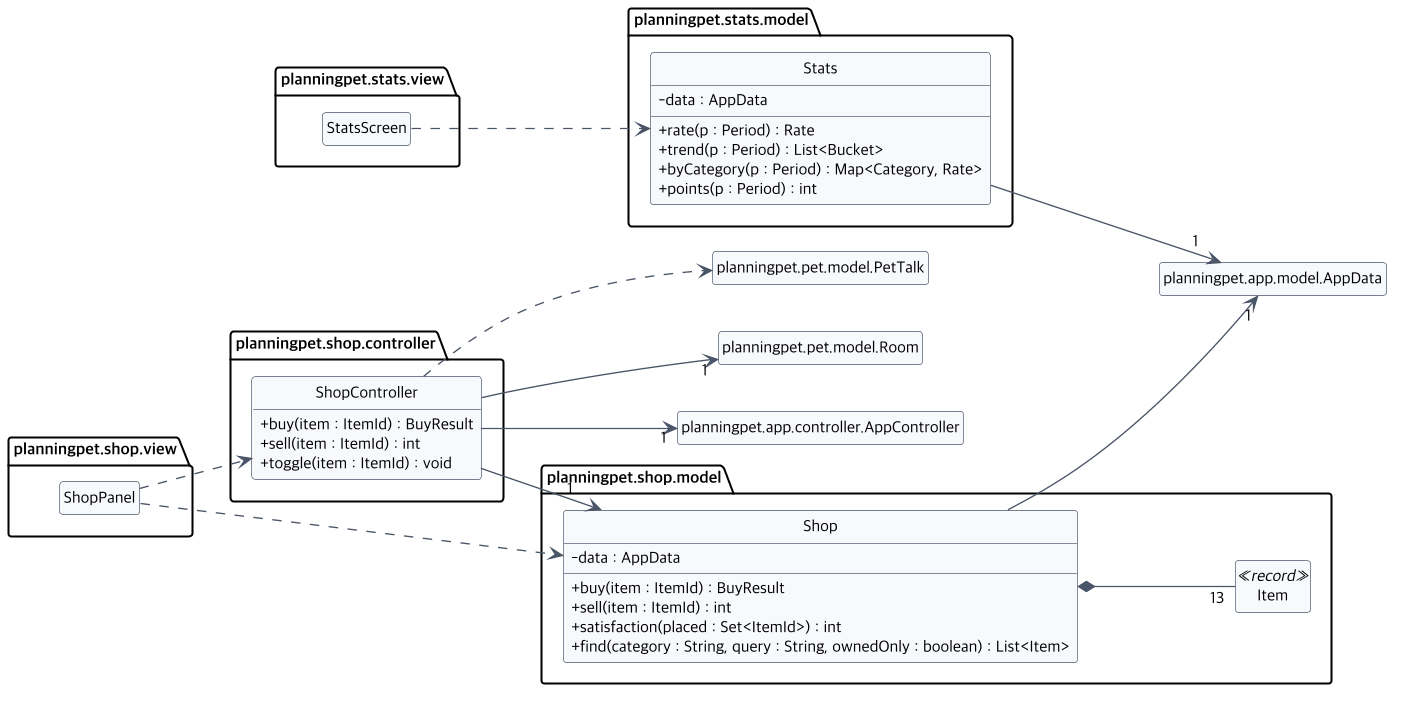 planningpet.stats.model
Stats
-data : AppData
+rate(p : Period) : Rate
+trend(p : Period) : List<Bucket>
+byCategory(p : Period) : Map<Category, Rate>
+points(p : Period) : int
planningpet.stats.view
StatsScreen
1
planningpet.pet.model.PetTalk
planningpet.app.model.AppData
1
planningpet.shop.controller
ShopController
+buy(item : ItemId) : BuyResult
+sell(item : ItemId) : int
+toggle(item : ItemId) : void
planningpet.pet.model.Room
1
planningpet.app.controller.AppController
1
planningpet.shop.view
ShopPanel
planningpet.shop.model
1
Shop
-data : AppData
+buy(item : ItemId) : BuyResult
+sell(item : ItemId) : int
+satisfaction(placed : Set<ItemId>) : int
+find(category : String, query : String, ownedOnly : boolean) : List<Item>
13
≪record≫
Item